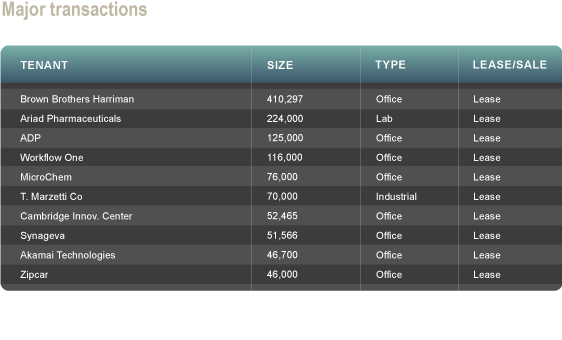 Major transactions
TENANT SIZE TYPE LEASE/SALE
Brown Brothers Harriman 410,297 Office Lease
Ariad Pharmaceuticals 224,000 Lab Lease
ADP 125,000 Office Lease
Workflow One 116,000 Office Lease
MicroChem 76,000 Office Lease
T. Marzetti Co 70,000 Industrial Lease
Cambridge Innov. Center 52,465 Office Lease
Synageva 51,566 Office Lease
Akamai Technologies 46,700 Office Lease
Zipcar 46,000 Office Lease